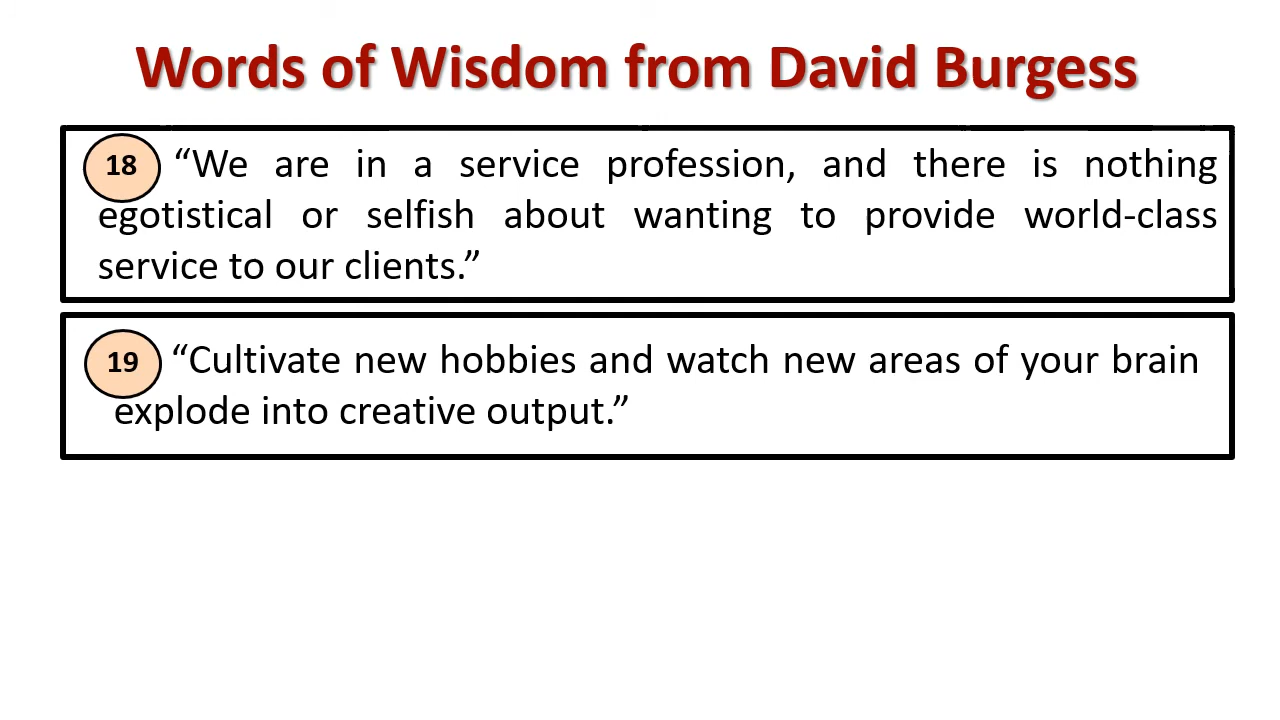 Words of Wisdom from David Burgess
18 “We are in a service profession, and there is nothing
egotistical or selfish about wanting to provide world-class
service to our clients.”
19 “Cultivate new hobbies and watch new areas of your brain
explode into creative output.”